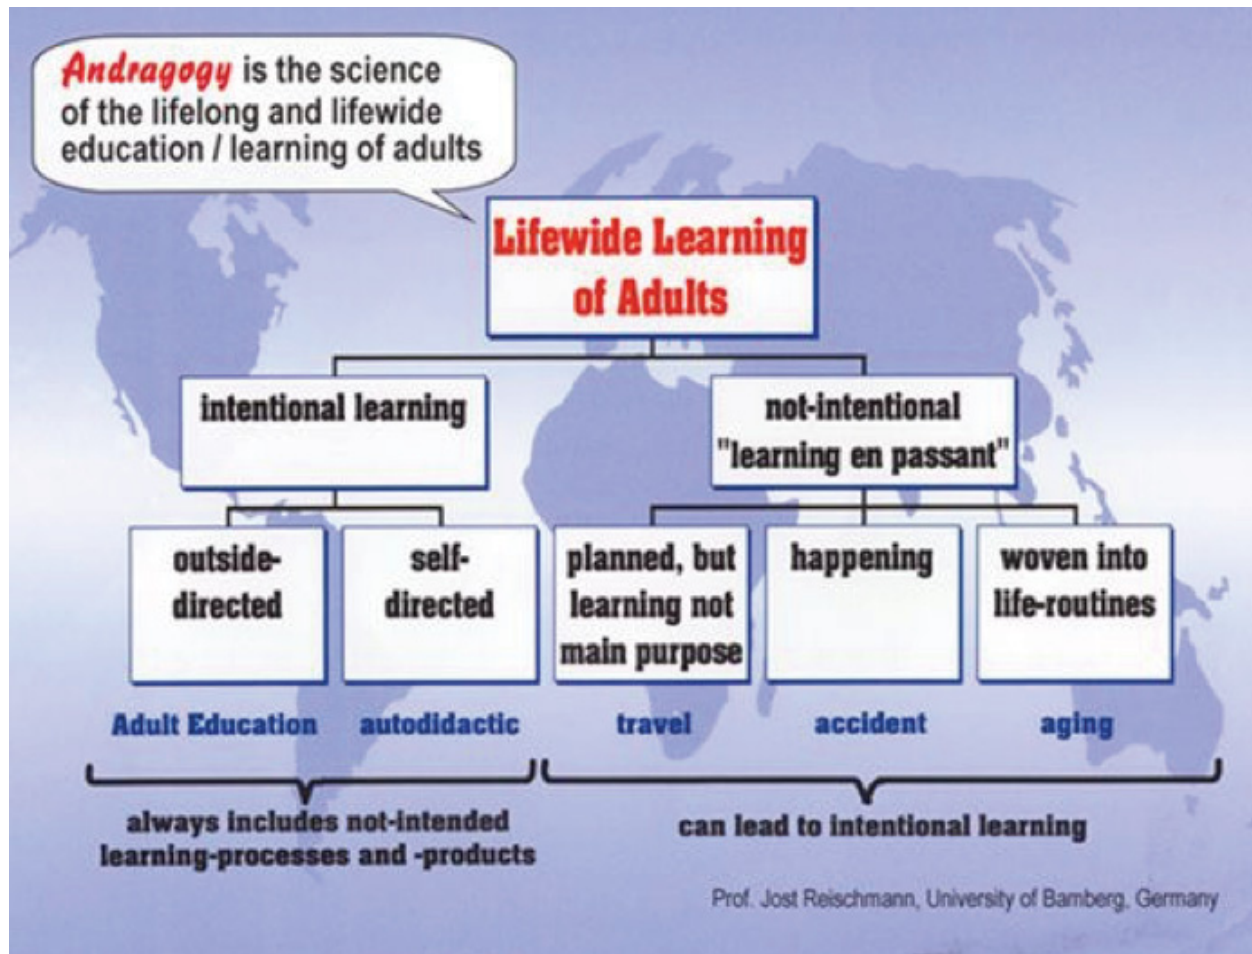 Andragogy is the science
of the lifelong and lifewide
education / learning of adults
Lifewide Learning
of Adults
intentional learning
not-intentional
"learning en passant"
outside-
directed
self-
directed
planned, but
learning not
main purpose
happening
woven into
life-routines
Adult Education
autodidactic
travel
accident
aging
always includes not-intended
learning-processes and -products
can lead to intentional learning
Prof. Jost Reischmann, University of Bamberg, Germany